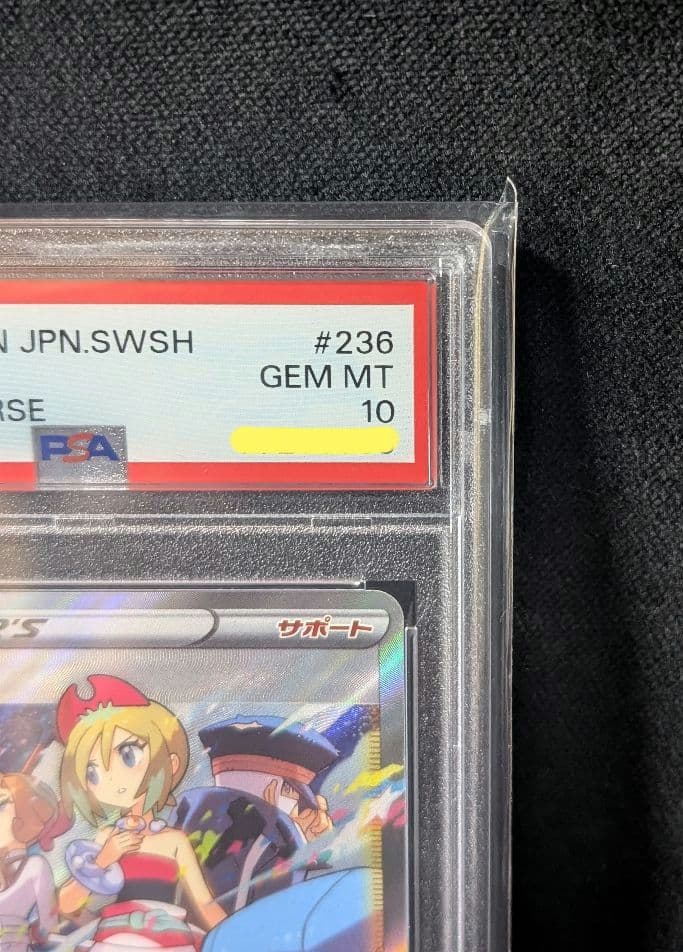 N JPN.SWSH #236
GEM MT
RSE 10
PSA
R'S サポート